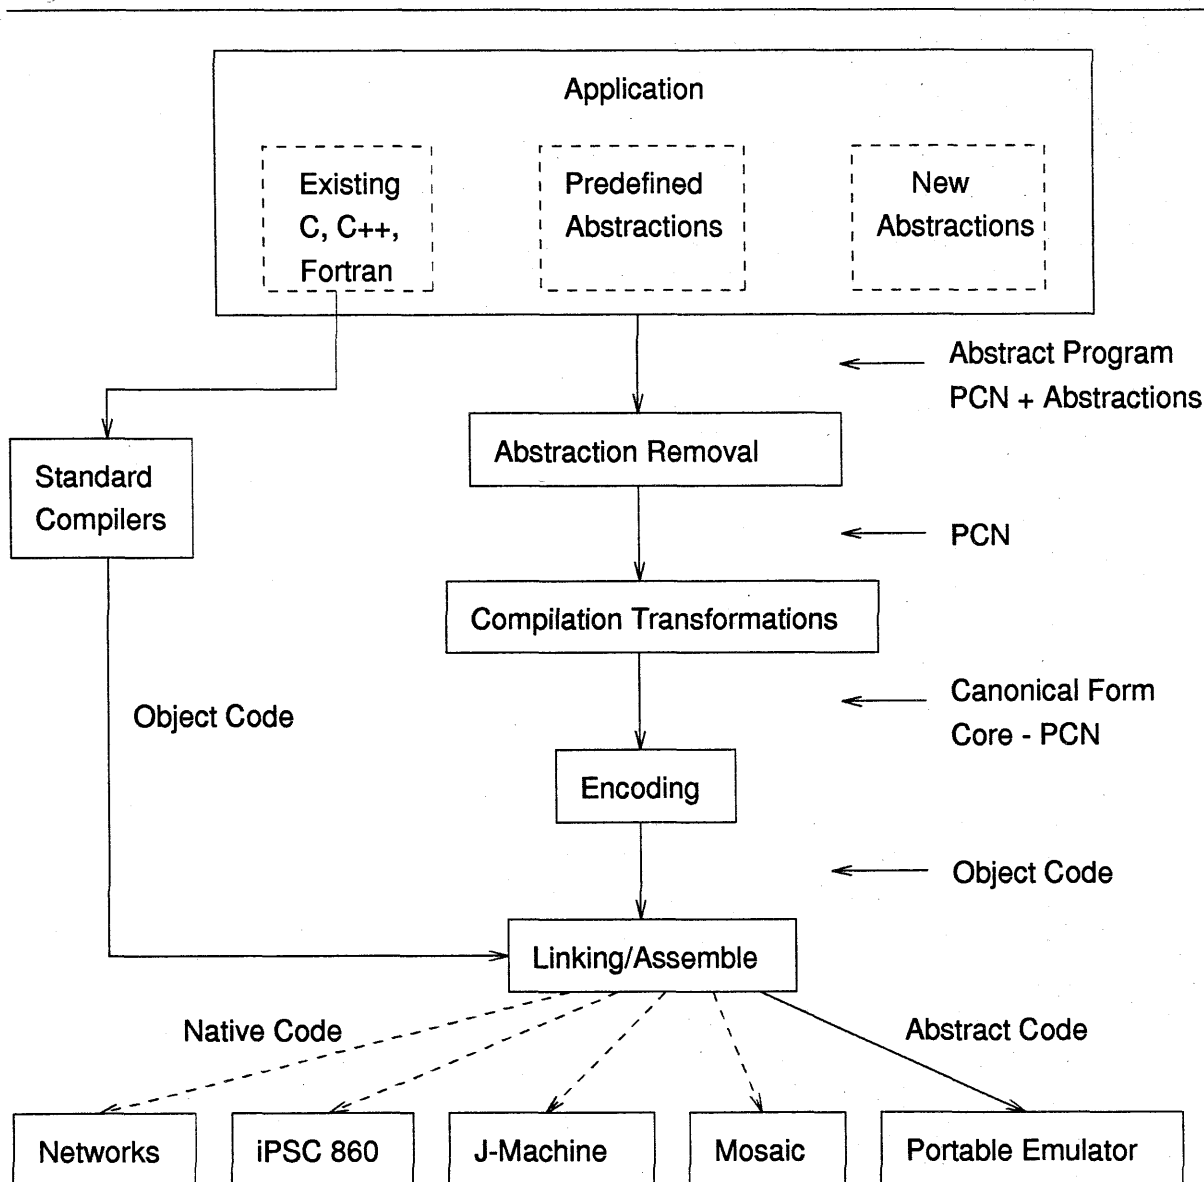 Application
Existing
C, C++,
Fortran
Predefined
Abstractions
New
Abstractions
Abstract Program
PCN + Abstractions
Abstraction Removal
Standard
Compilers
PCN
Compilation Transformations
Object Code
Canonical Form
Core - PCN
Encoding
Object Code
Linking/Assemble
Native Code
Abstract Code
Networks
iPSC 860
J-Machine
Mosaic
Portable Emulator